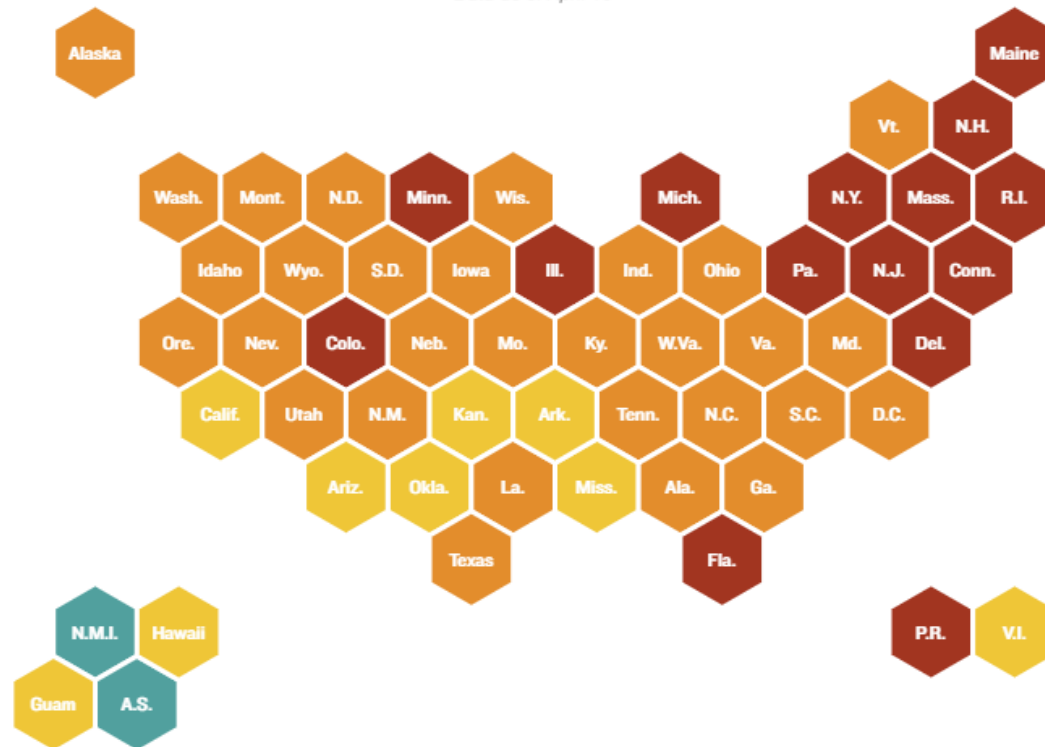 Alaska
Maine
Vt.
N.H.
Wash.
Mont.
N.D.
Minn.
Wis.
Mich.
N.Y.
Mass.
R.I.
Idaho
Wyo.
S.D.
Iowa
Ill.
Ind.
Ohio
Pa.
N.J.
Conn.
Ore.
Nev.
Colo.
Neb.
Mo.
Ky.
W.Va.
Va.
Md.
Del.
Calif.
Utah
N.M.
Kan.
Ark.
Tenn.
N.C.
S.C.
D.C.
Ariz.
Okla.
La.
Miss.
Ala.
Ga.
Texas
Fla.
N.M.I.
Hawaii
P.R.
V.I.
Guam
A.S.